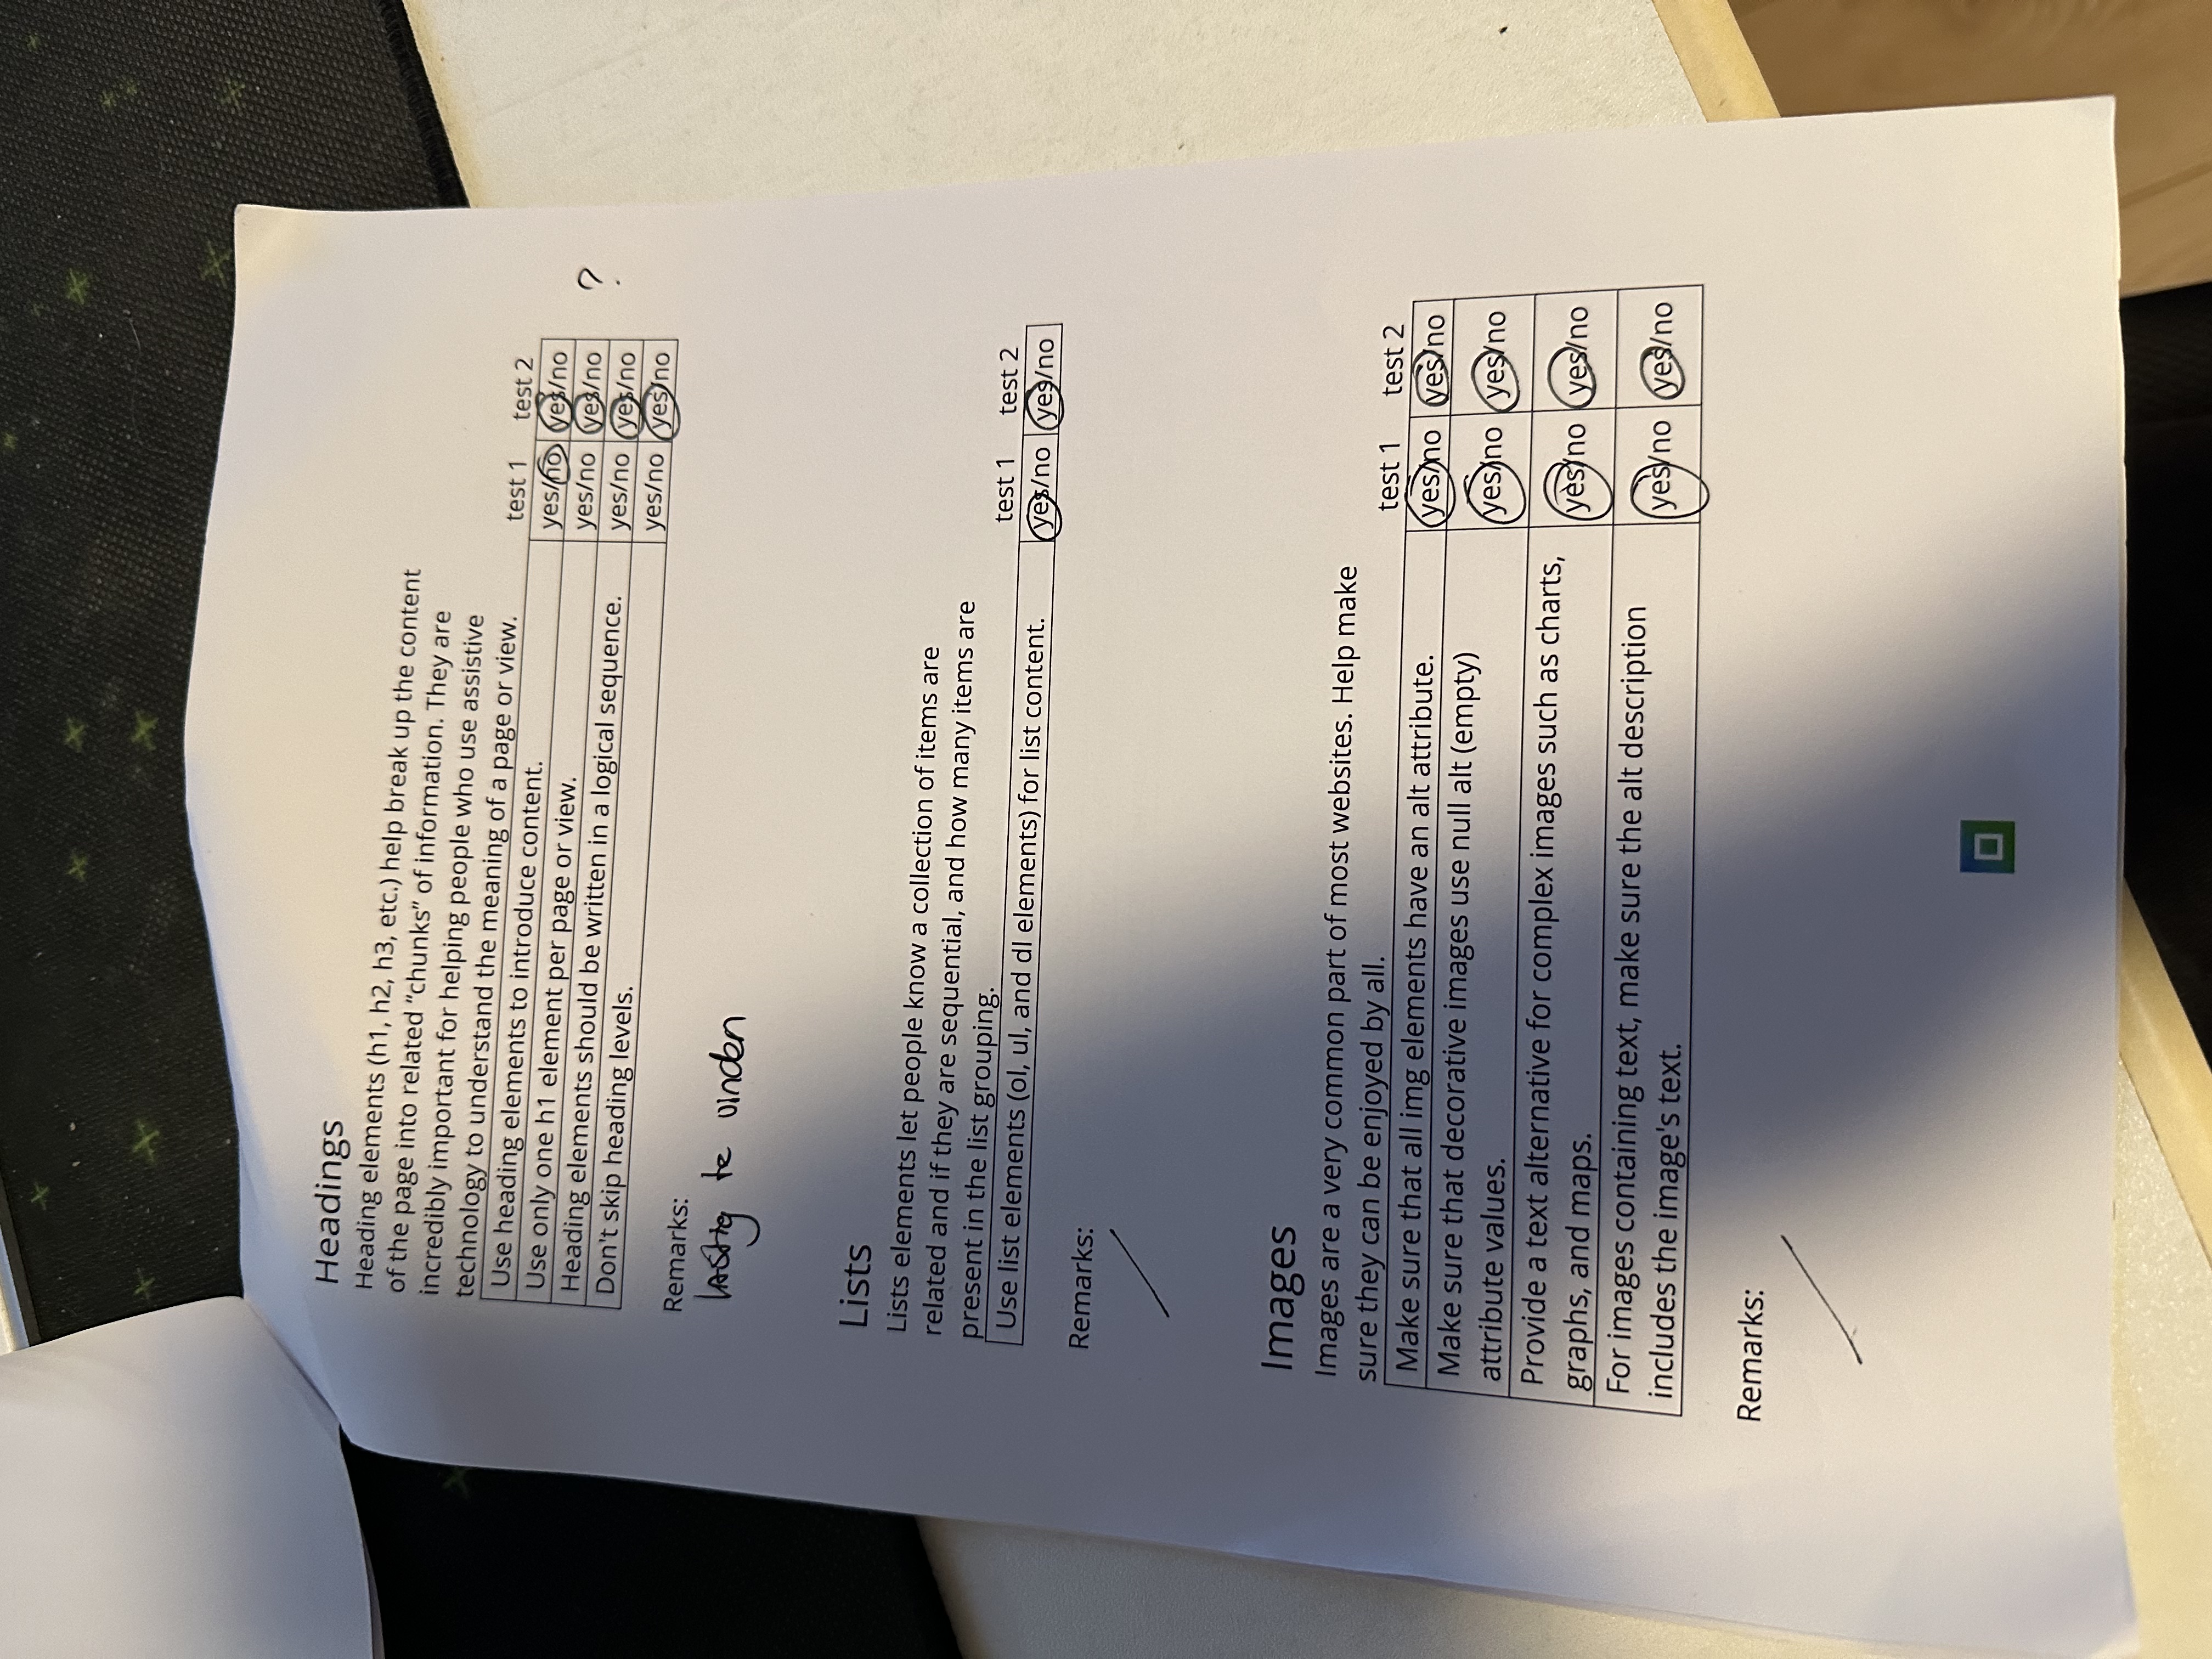 Headings
Heading elements (h1, h2, h3, etc.) help break up the content
of the page into related “chunks” of information. They are
incredibly important for helping people who use assistive
technology to understand the meaning of a page or view.
test 1 test 2
Use heading elements to introduce content. yes/no yes/no
Use only one h1 element per page or view. yes/no yes/no ?
Heading elements should be written in a logical sequence. yes/no yes/no
Don't skip heading levels. yes/no yes/no
Remarks:
lastig te vinden
Lists
Lists elements let people know a collection of items are
related and if they are sequential, and how many items are
present in the list grouping.
test 1 test 2
Use list elements (ol, ul, and dl elements) for list content. yes/no yes/no
Remarks:
Images
Images are a very common part of most websites. Help make
sure they can be enjoyed by all.
test 1 test 2
Make sure that all img elements have an alt attribute. yes/no yes/no
Make sure that decorative images use null alt (empty)
attribute values. yes/no yes/no
Provide a text alternative for complex images such as charts,
graphs, and maps. yes/no yes/no
For images containing text, make sure the alt description
includes the image's text. yes/no yes/no
Remarks: